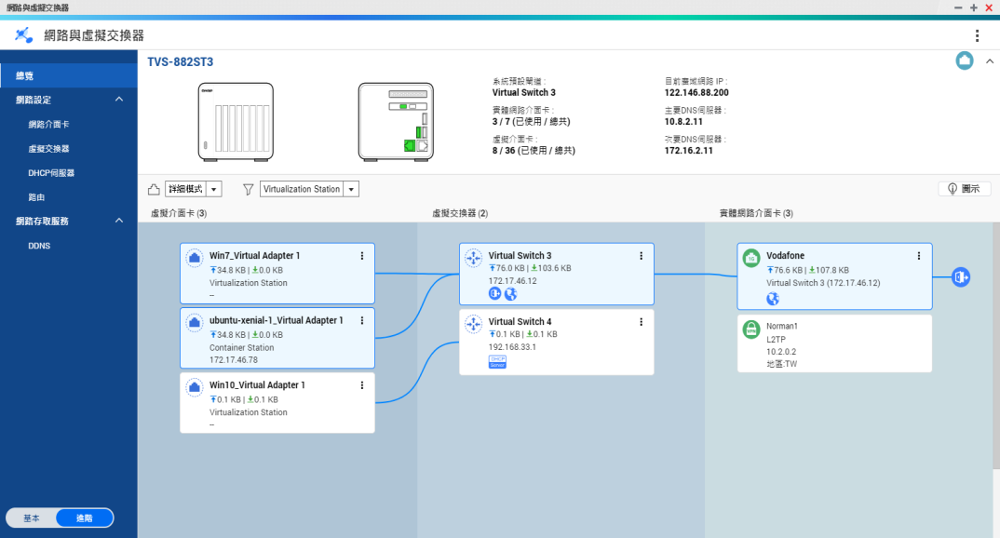 網路與虛擬交換器
網路與虛擬交換器
總覽
網路設定
網路介面卡
虛擬交換器
DHCP伺服器
路由
網路存取服務
DDNS
基本
進階
TVS-882ST3
系統預設閘道 :
Virtual Switch 3
實體網路介面卡 :
3 / 7 (已使用 / 總共)
虛擬介面卡 :
8 / 36 (已使用 / 總共)
目前廣域網路 IP :
122.146.88.200
主要DNS伺服器 :
10.8.2.11
次要DNS伺服器 :
172.16.2.11
詳細模式
Virtualization Station
圖示
虛擬介面卡 (3)
虛擬交換器 (2)
實體網路介面卡 (3)
Win7_Virtual Adapter 1
34.8 KB | 0.0 KB
Virtualization Station
--
ubuntu-xenial-1_Virtual Adapter 1
34.8 KB | 0.0 KB
Container Station
172.17.46.78
Win10_Virtual Adapter 1
0.1 KB | 0.1 KB
Virtualization Station
--
Virtual Switch 3
76.0 KB | 103.6 KB
172.17.46.12
Virtual Switch 4
0.1 KB | 0.1 KB
192.168.33.1
DHCP
Server
1G
Vodafone
76.6 KB | 107.8 KB
Virtual Switch 3 (172.17.46.12)
VPN
Norman1
L2TP
10.2.0.2
地區:TW